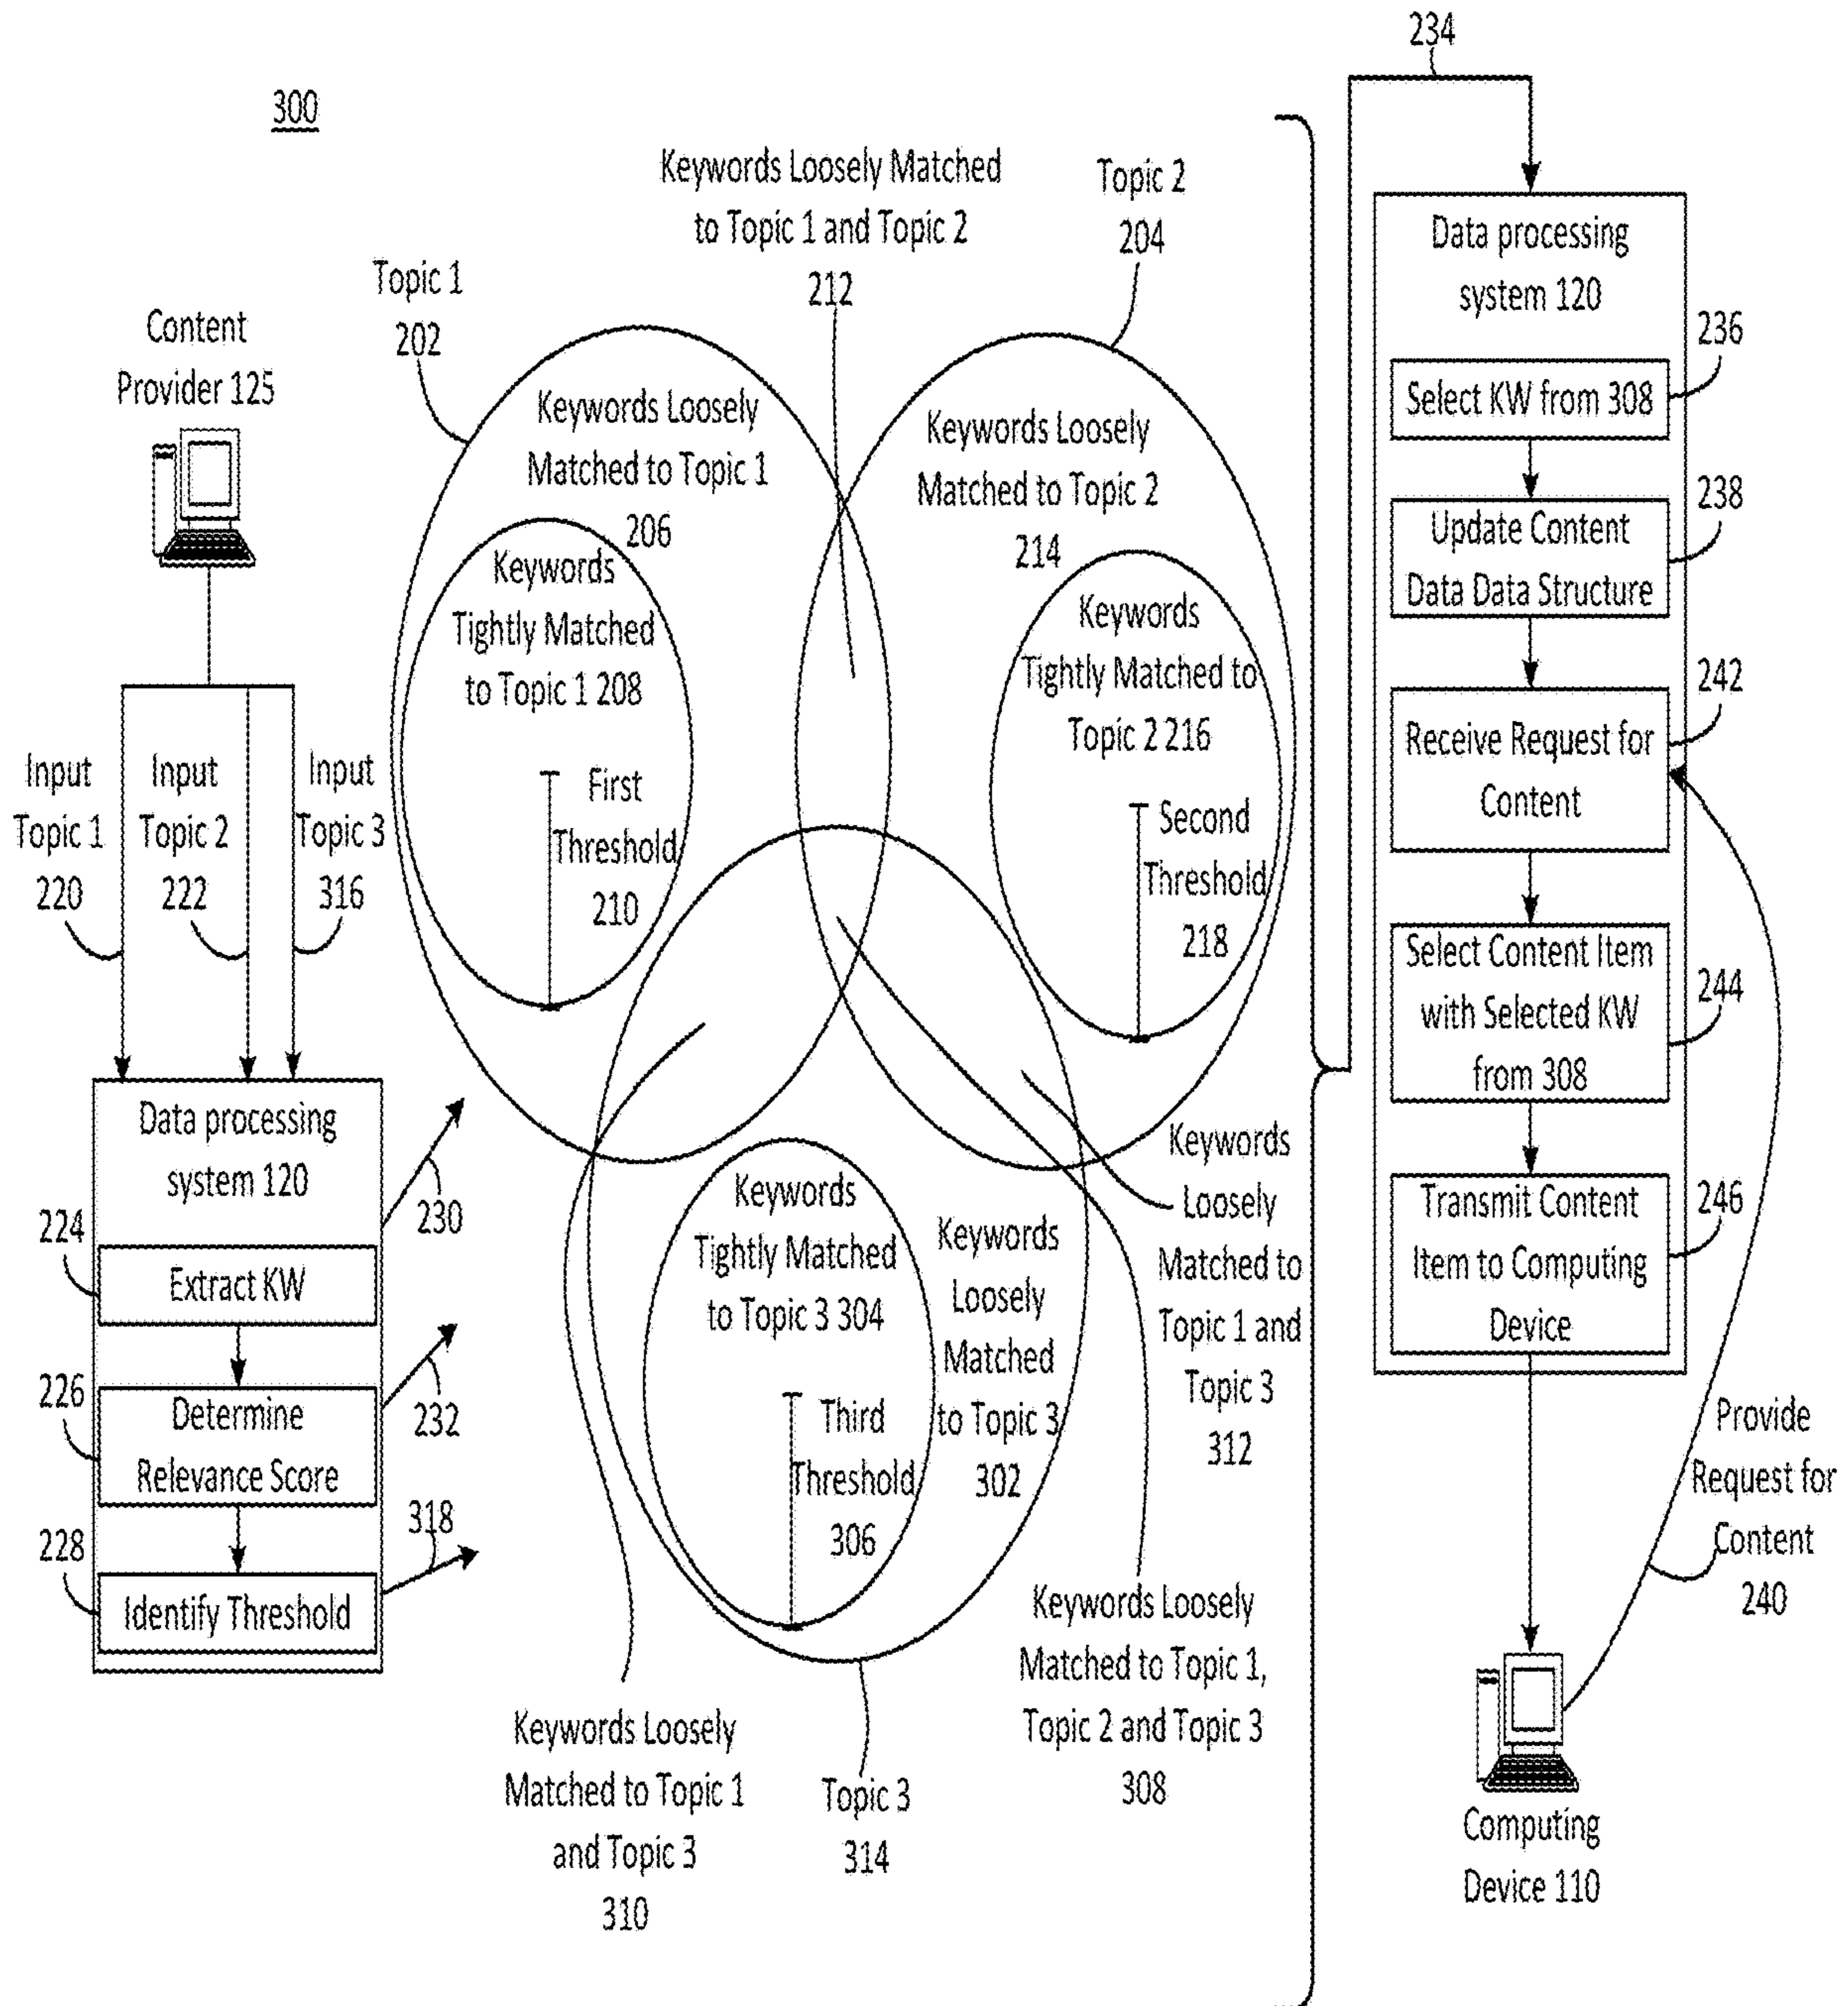 300
234
Keywords Loosely Matched
to Topic 1 and Topic 2
212
Topic 2
204
Topic 1
202
Content
Provider 125
Keywords Loosely
Matched to Topic 1
206
Keywords
Tightly Matched
to Topic 1 208
First
Threshold
210
Keywords Loosely
Matched to Topic 2
214
Keywords
Tightly Matched to
Topic 2 216
Second
Threshold
218
Input
Topic 1
220
Input
Topic 2
222
Input
Topic 3
316
Data processing
system 120
224
Extract KW
226
Determine
Relevance Score
228
Identify Threshold
230
232
318
Keywords
Tightly Matched
to Topic 3 304
Third
Threshold
306
Keywords
Loosely
Matched
to Topic 3
302
Keywords
Loosely
Matched to
Topic 1 and
Topic 3
312
Keywords Loosely
Matched to Topic 1,
Topic 2 and Topic 3
308
Keywords Loosely
Matched to Topic 1
and Topic 3
310
Topic 3
314
Data processing
system 120
236
Select KW from 308
238
Update Content
Data Data Structure
242
Receive Request for
Content
Select Content Item
with Selected KW
from 308
244
Transmit Content
Item to Computing
Device
246
Provide
Request for
Content
240
Computing
Device 110